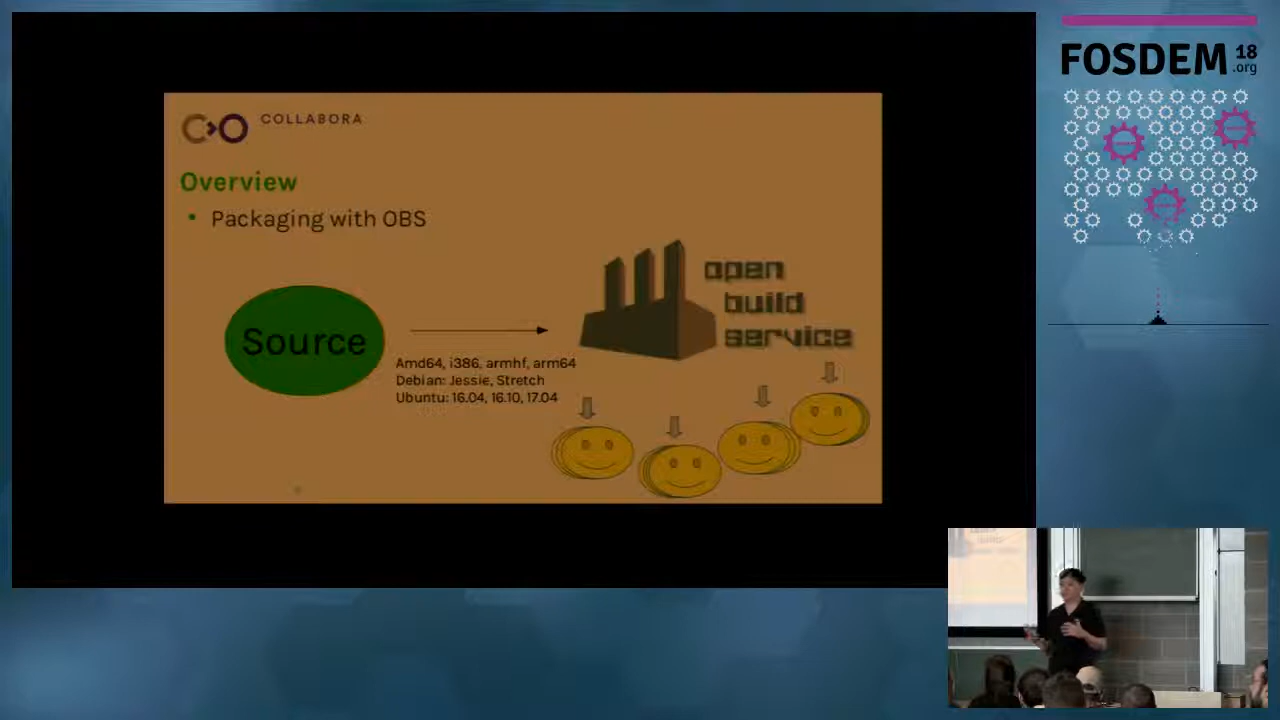 COLLABORA
Overview
• Packaging with OBS
open
build
service
Source
Amd64, i386, armhf, arm64
Debian: Jessie, Stretch
Ubuntu: 16.04, 16.10, 17.04
FOSDEM 18
.org